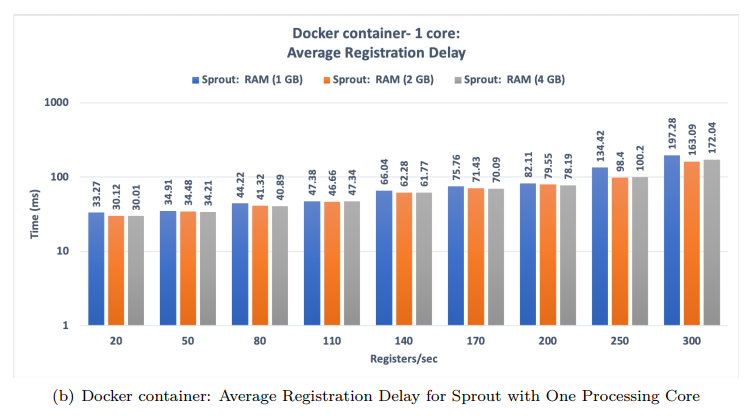 Docker container- 1 core:
Average Registration Delay
Sprout: RAM (1 GB) Sprout: RAM (2 GB) Sprout: RAM (4 GB)
1000
100
10
1
Time (ms)
33.27 30.12 30.01 34.91 34.48 34.21 44.22 41.32 40.89 47.38 46.66 47.34 66.04 62.28 61.77 75.76 71.43 70.09 82.11 79.55 78.19 134.42 98.4 100.2 197.28 163.09 172.04
20 50 80 110 140 170 200 250 300
Registers/sec
(b) Docker container: Average Registration Delay for Sprout with One Processing Core